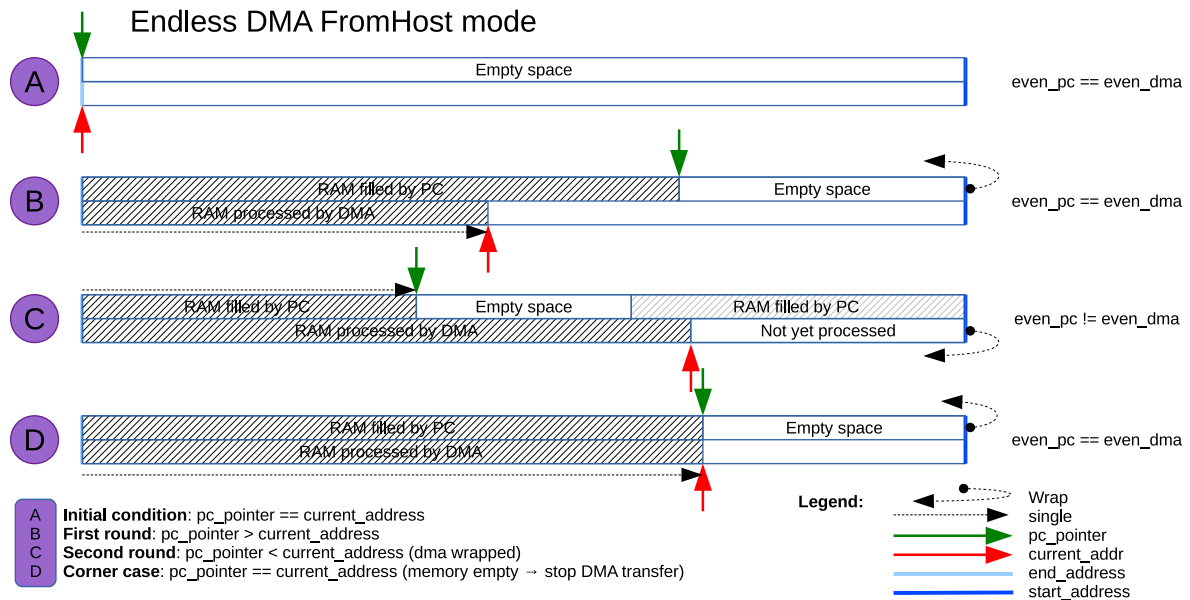 Endless DMA FromHost mode
A
Empty space
even_pc == even_dma
B
RAM filled by PC
Empty space
RAM processed by DMA
even_pc == even_dma
C
RAM filled by PC
Empty space
RAM filled by PC
RAM processed by DMA
Not yet processed
even_pc != even_dma
D
RAM filled by PC
Empty space
RAM processed by DMA
even_pc == even_dma
A Initial condition: pc_pointer == current_address
B First round: pc_pointer > current_address
C Second round: pc_pointer < current_address (dma wrapped)
D Corner case: pc_pointer == current_address (memory empty → stop DMA transfer)
Legend:
Wrap
single
pc_pointer
current_addr
end_address
start_address